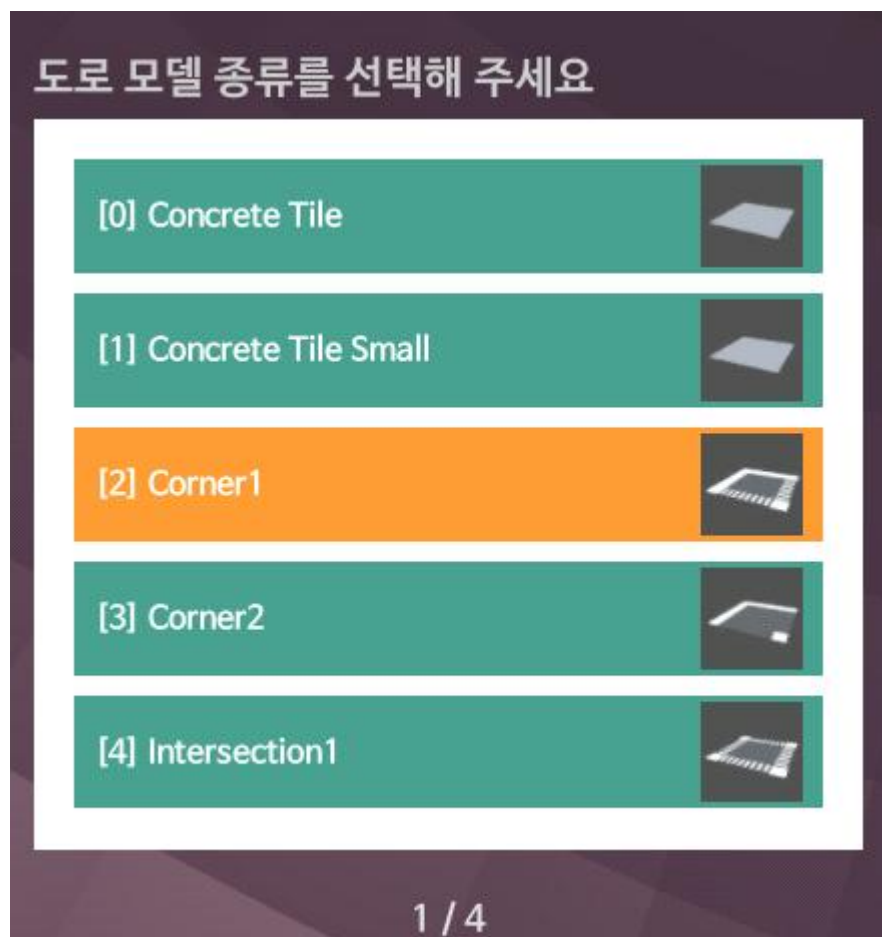 도로 모델 종류를 선택해 주세요
[0] Concrete Tile
[1] Concrete Tile Small
[2] Corner1
[3] Corner2
[4] Intersection1
1 / 4